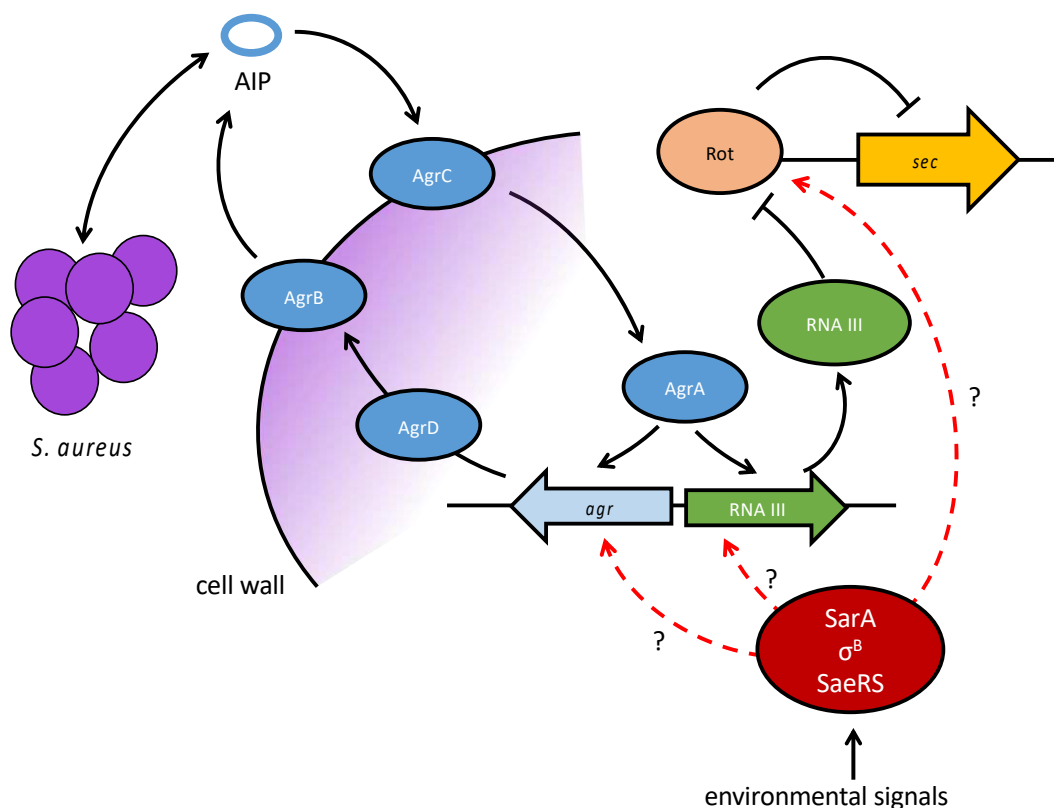 AIP
AgrC
Rot
sec
AgrB
RNA III
AgrA
?
AgrD
S. aureus
agr
RNA III
cell wall
?
?
SarA
σᴮ
SaeRS
environmental signals